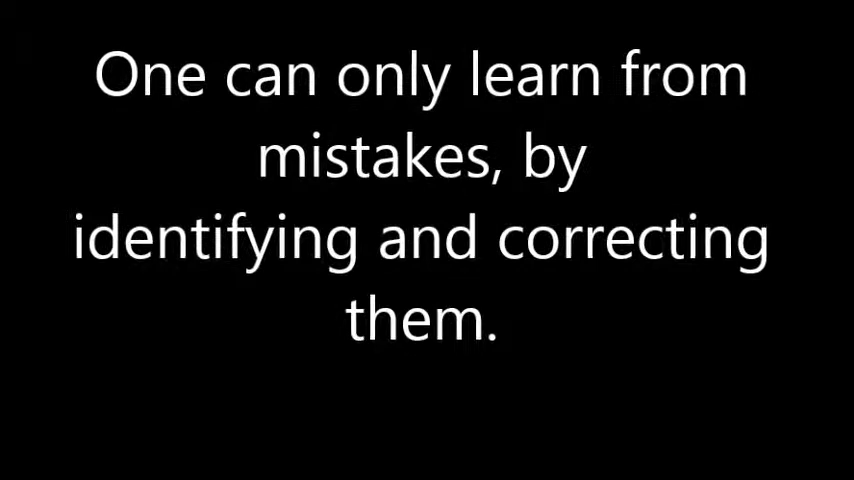 One can only learn from
mistakes, by
identifying and correcting
them.